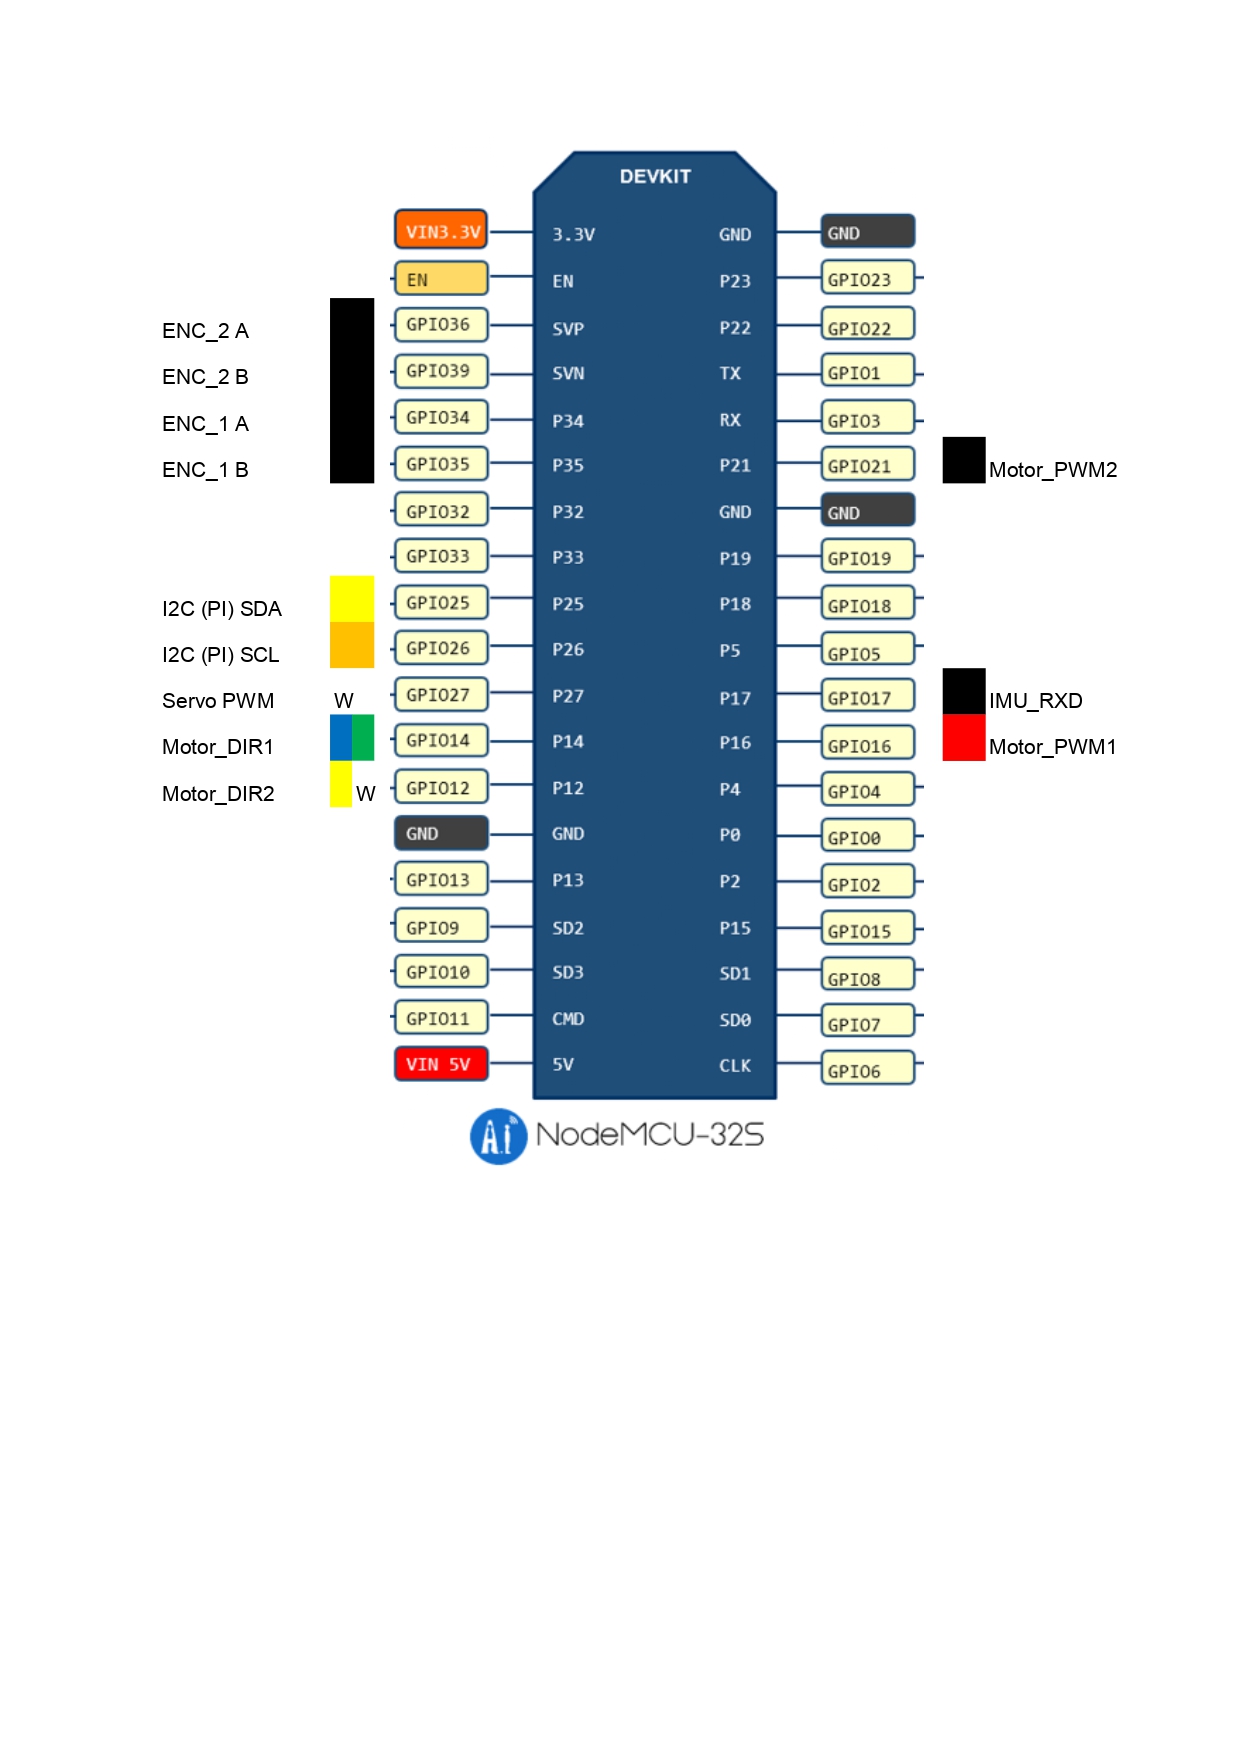 DEVKIT
VIN3.3V 3.3V GND GND
EN EN P23 GPIO23
ENC_2 A GPIO36 SVP P22 GPIO22
ENC_2 B GPIO39 SVN TX GPIO1
ENC_1 A GPIO34 P34 RX GPIO3
ENC_1 B GPIO35 P35 P21 GPIO21 Motor_PWM2
GPIO32 P32 GND GND
GPIO33 P33 P19 GPIO19
I2C (PI) SDA GPIO25 P25 P18 GPIO18
I2C (PI) SCL GPIO26 P26 P5 GPIO5
Servo PWM W GPIO27 P27 P17 GPIO17 IMU_RXD
Motor_DIR1 GPIO14 P14 P16 GPIO16 Motor_PWM1
Motor_DIR2 W GPIO12 P12 P4 GPIO4
GND GND P0 GPIO0
GPIO13 P13 P2 GPIO2
GPIO9 SD2 P15 GPIO15
GPIO10 SD3 SD1 GPIO8
GPIO11 CMD SD0 GPIO7
VIN 5V 5V CLK GPIO6
Ai NodeMCU-32S